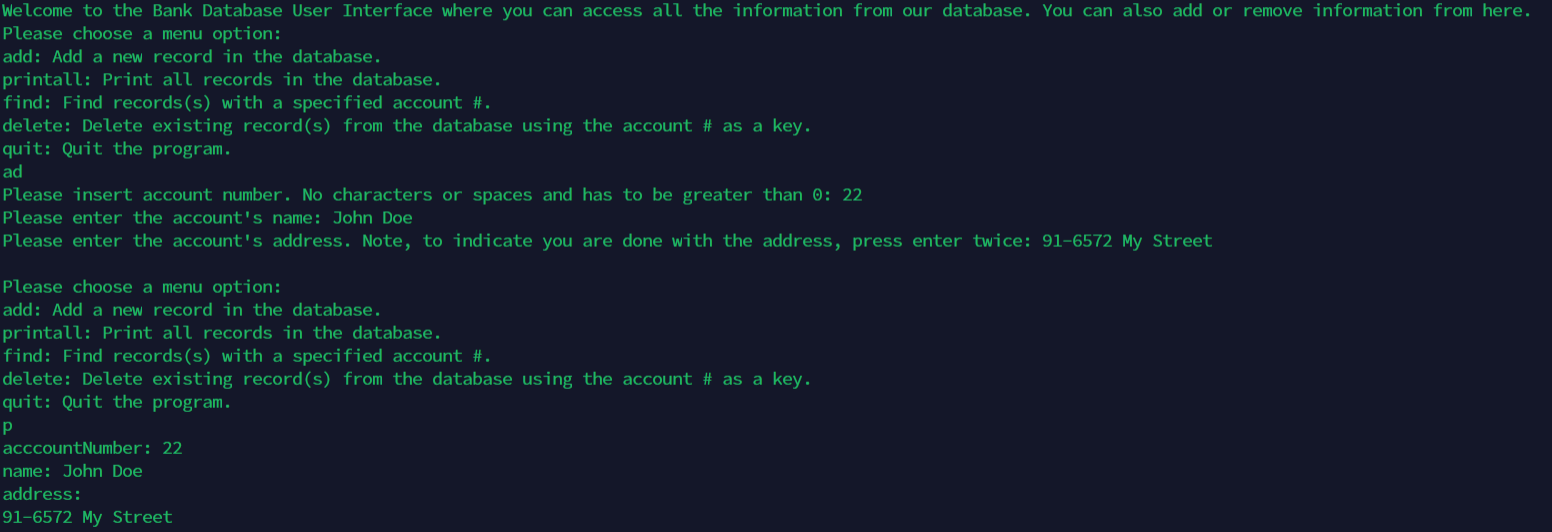 Welcome to the Bank Database User Interface where you can access all the information from our database. You can also add or remove information from here.
Please choose a menu option:
add: Add a new record in the database.
printall: Print all records in the database.
find: Find records(s) with a specified account #.
delete: Delete existing record(s) from the database using the account # as a key.
quit: Quit the program.
ad
Please insert account number. No characters or spaces and has to be greater than 0: 22
Please enter the account's name: John Doe
Please enter the account's address. Note, to indicate you are done with the address, press enter twice: 91-6572 My Street
Please choose a menu option:
add: Add a new record in the database.
printall: Print all records in the database.
find: Find records(s) with a specified account #.
delete: Delete existing record(s) from the database using the account # as a key.
quit: Quit the program.
p
acccountNumber: 22
name: John Doe
address:
91-6572 My Street